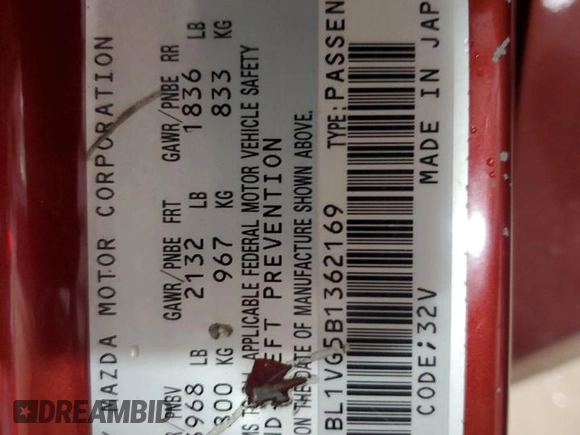 MAZDA MOTOR CORPORATION
GAWR/PNBE FRT GAWR/PNBE RR
968 LB 2132 LB 1836 LB
300 KG 967 KG 833 KG
APPLICABLE FEDERAL MOTOR VEHICLE SAFETY
PREVENTION
ON THE DATE OF MANUFACTURE SHOWN ABOVE.
BL1VG5B1362169 TYPE:PASSEN
CODE;32V MADE IN JAP
DREAMBID